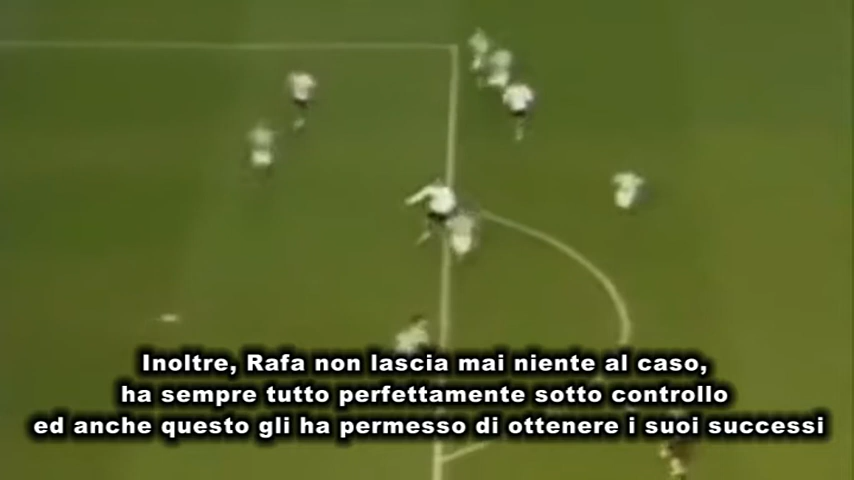 Inoltre, Rafa non lascia mai niente al caso,
ha sempre tutto perfettamente sotto controllo
ed anche questo gli ha permesso di ottenere i suoi successi